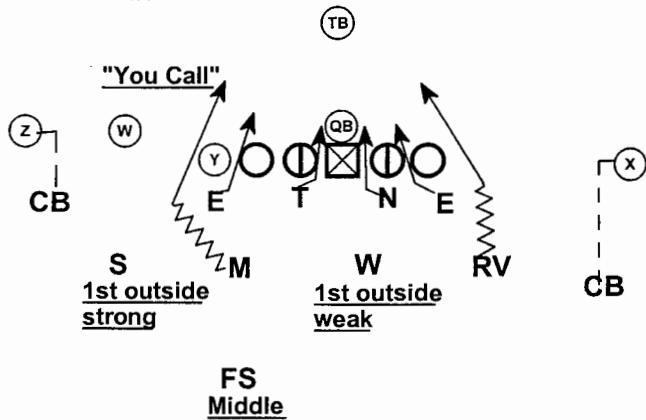 TB
"You Call"
Z W QB
Y X
E T N E
CB
S M W RV
CB
1st outside 1st outside
strong weak
FS
Middle